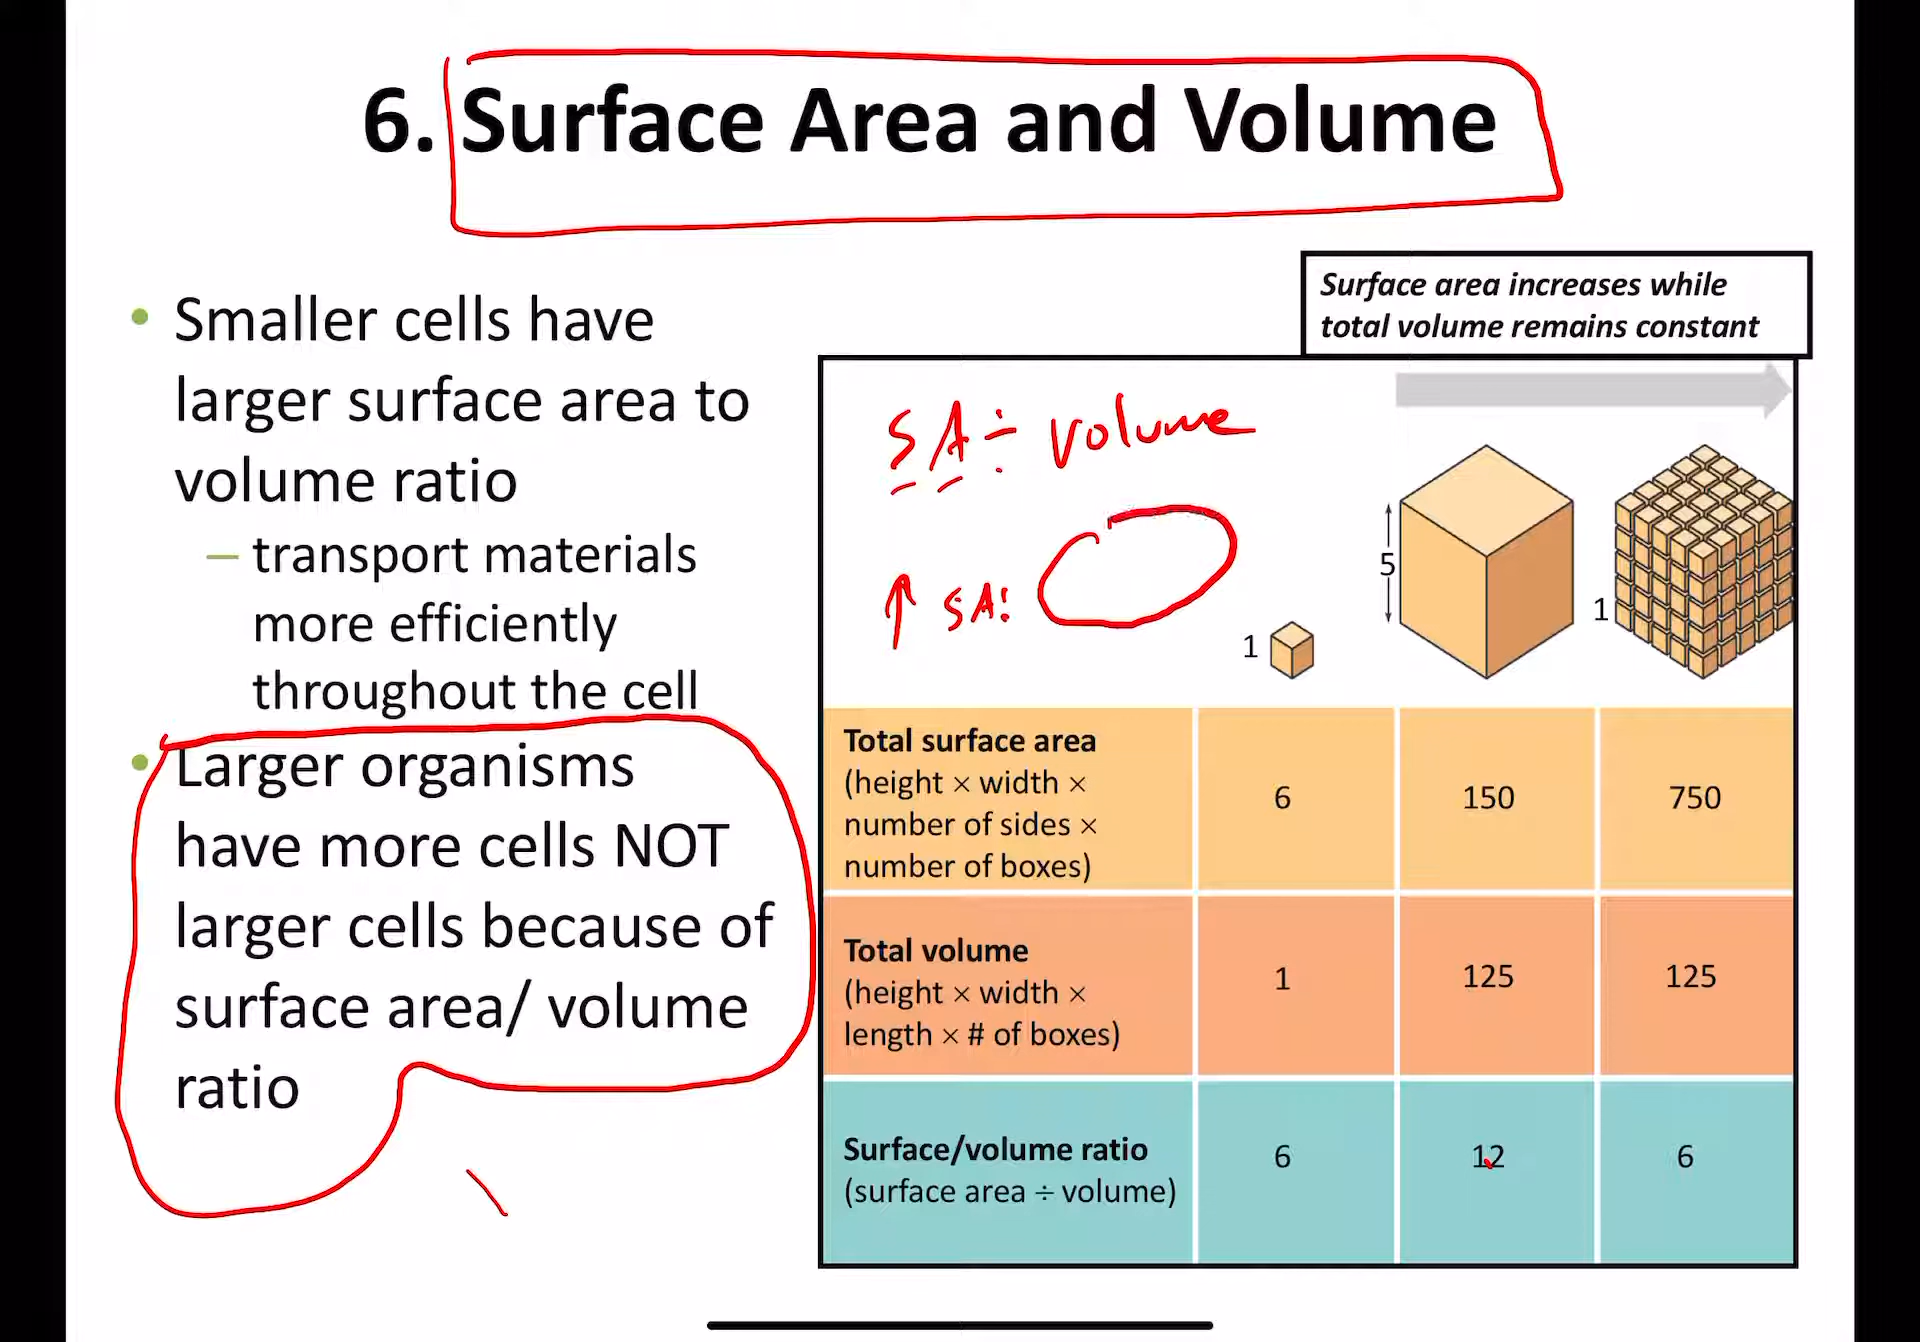 6. Surface Area and Volume
• Smaller cells have
larger surface area to
volume ratio
– transport materials
more efficiently
throughout the cell
• Larger organisms
have more cells NOT
larger cells because of
surface area/ volume
ratio
Surface area increases while
total volume remains constant
SA ÷ volume
↑ SA:
1
5
1
Total surface area
(height × width ×
number of sides ×
number of boxes)
6 150 750
Total volume
(height × width ×
length × # of boxes)
1 125 125
Surface/volume ratio
(surface area ÷ volume)
6 12 6